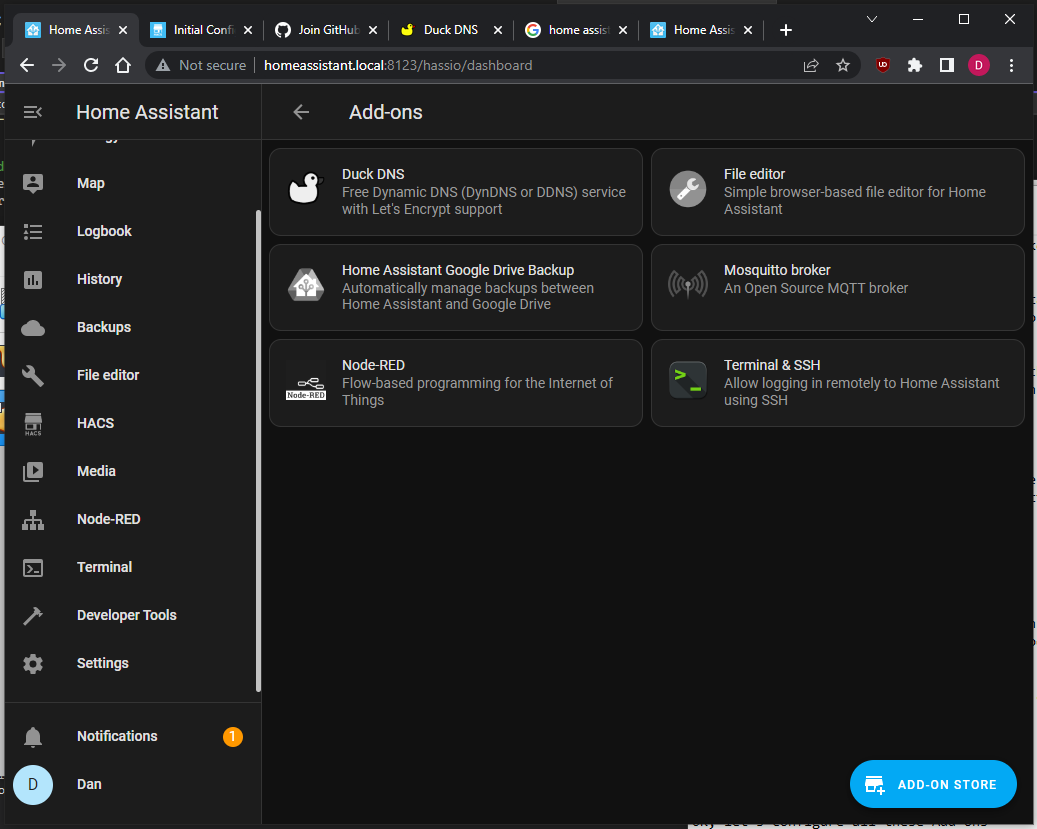 Home Assis
Initial Confi
Join GitHub
Duck DNS
home assist
Home Assis
Not secure
homeassistant.local:8123/hassio/dashboard
D
Home Assistant
Add-ons
Map
Logbook
History
Backups
File editor
HACS
HACS
Media
Node-RED
Terminal
Developer Tools
Settings
Notifications
1
D
Dan
Duck DNS
Free Dynamic DNS (DynDNS or DDNS) service
with Let's Encrypt support
File editor
Simple browser-based file editor for Home
Assistant
Home Assistant Google Drive Backup
Automatically manage backups between
Home Assistant and Google Drive
Mosquitto broker
An Open Source MQTT broker
Node-RED
Node-RED
Flow-based programming for the Internet of
Things
Terminal & SSH
Allow logging in remotely to Home Assistant
using SSH
ADD-ON STORE